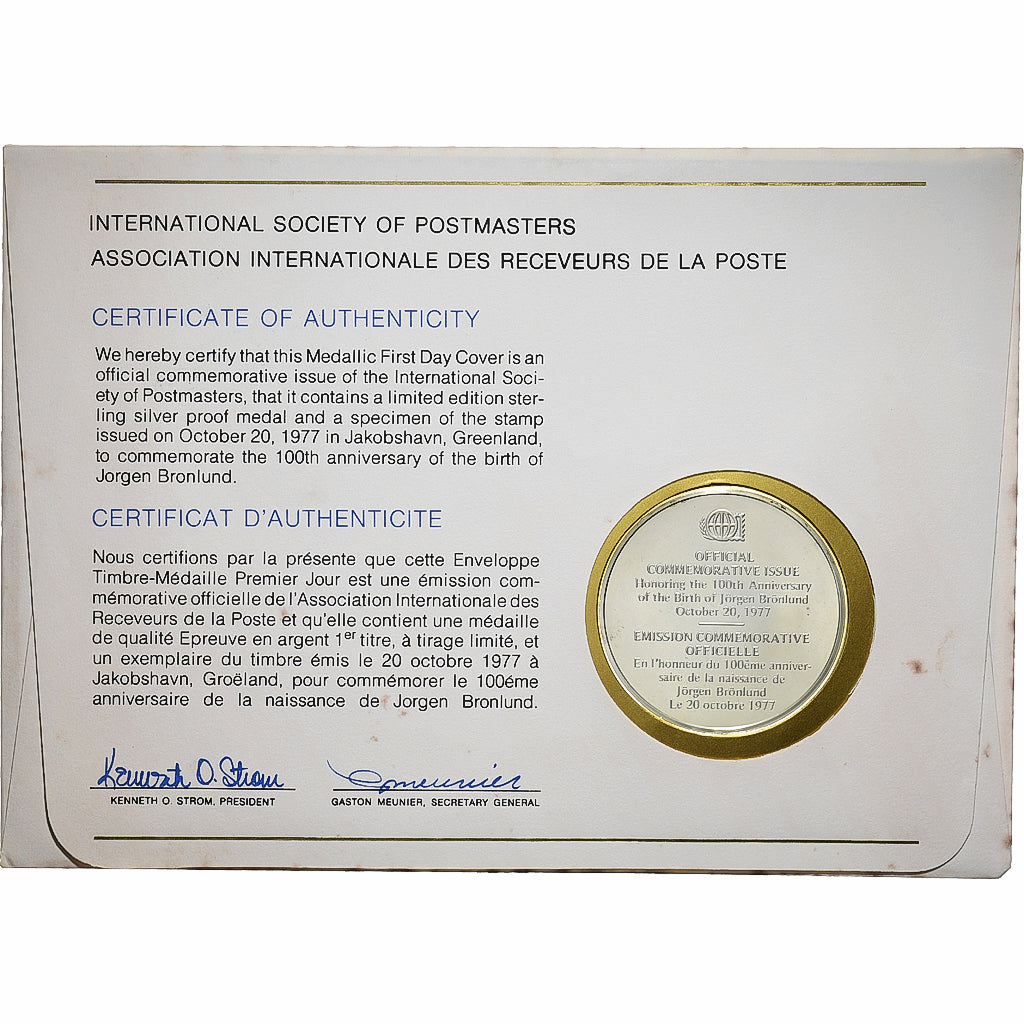 INTERNATIONAL SOCIETY OF POSTMASTERS
ASSOCIATION INTERNATIONALE DES RECEVEURS DE LA POSTE
CERTIFICATE OF AUTHENTICITY
We hereby certify that this Medallic First Day Cover is an
official commemorative issue of the International Soci-
ety of Postmasters, that it contains a limited edition ster-
ling silver proof medal and a specimen of the stamp
issued on October 20, 1977 in Jakobshavn, Greenland,
to commemorate the 100th anniversary of the birth of
Jorgen Bronlund.
CERTIFICAT D'AUTHENTICITE
Nous certifions par la présente que cette Enveloppe
Timbre-Médaille Premier Jour est une émission com-
mémorative officielle de l'Association Internationale des
Receveurs de la Poste et qu'elle contient une médaille
de qualité Epreuve en argent 1er titre, à tirage limité, et
un exemplaire du timbre émis le 20 octobre 1977 à
Jakobshavn, Groëland, pour commémorer le 100éme
anniversaire de la naissance de Jorgen Bronlund.
Kenneth O. Strom
KENNETH O. STROM, PRESIDENT
G Meunier
GASTON MEUNIER, SECRETARY GENERAL
OFFICIAL
COMMEMORATIVE ISSUE
Honoring the 100th Anniversary
of the Birth of Jörgen Brönlund
October 20, 1977
EMISSION COMMEMORATIVE
OFFICIELLE
En l'honneur du 100ème anniver-
saire de la naissance de
Jörgen Brönlund
Le 20 octobre 1977